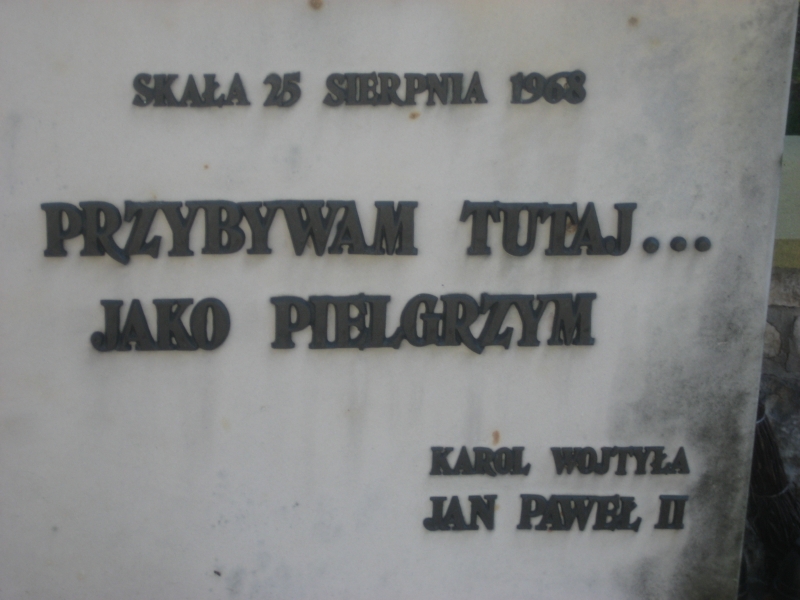 SKAŁA 25 SIERPNIA 1968
PRZYBYWAM TUTAJ...
JAKO PIELGRZYM
KAROL WOJTYŁA
JAN PAWEŁ II